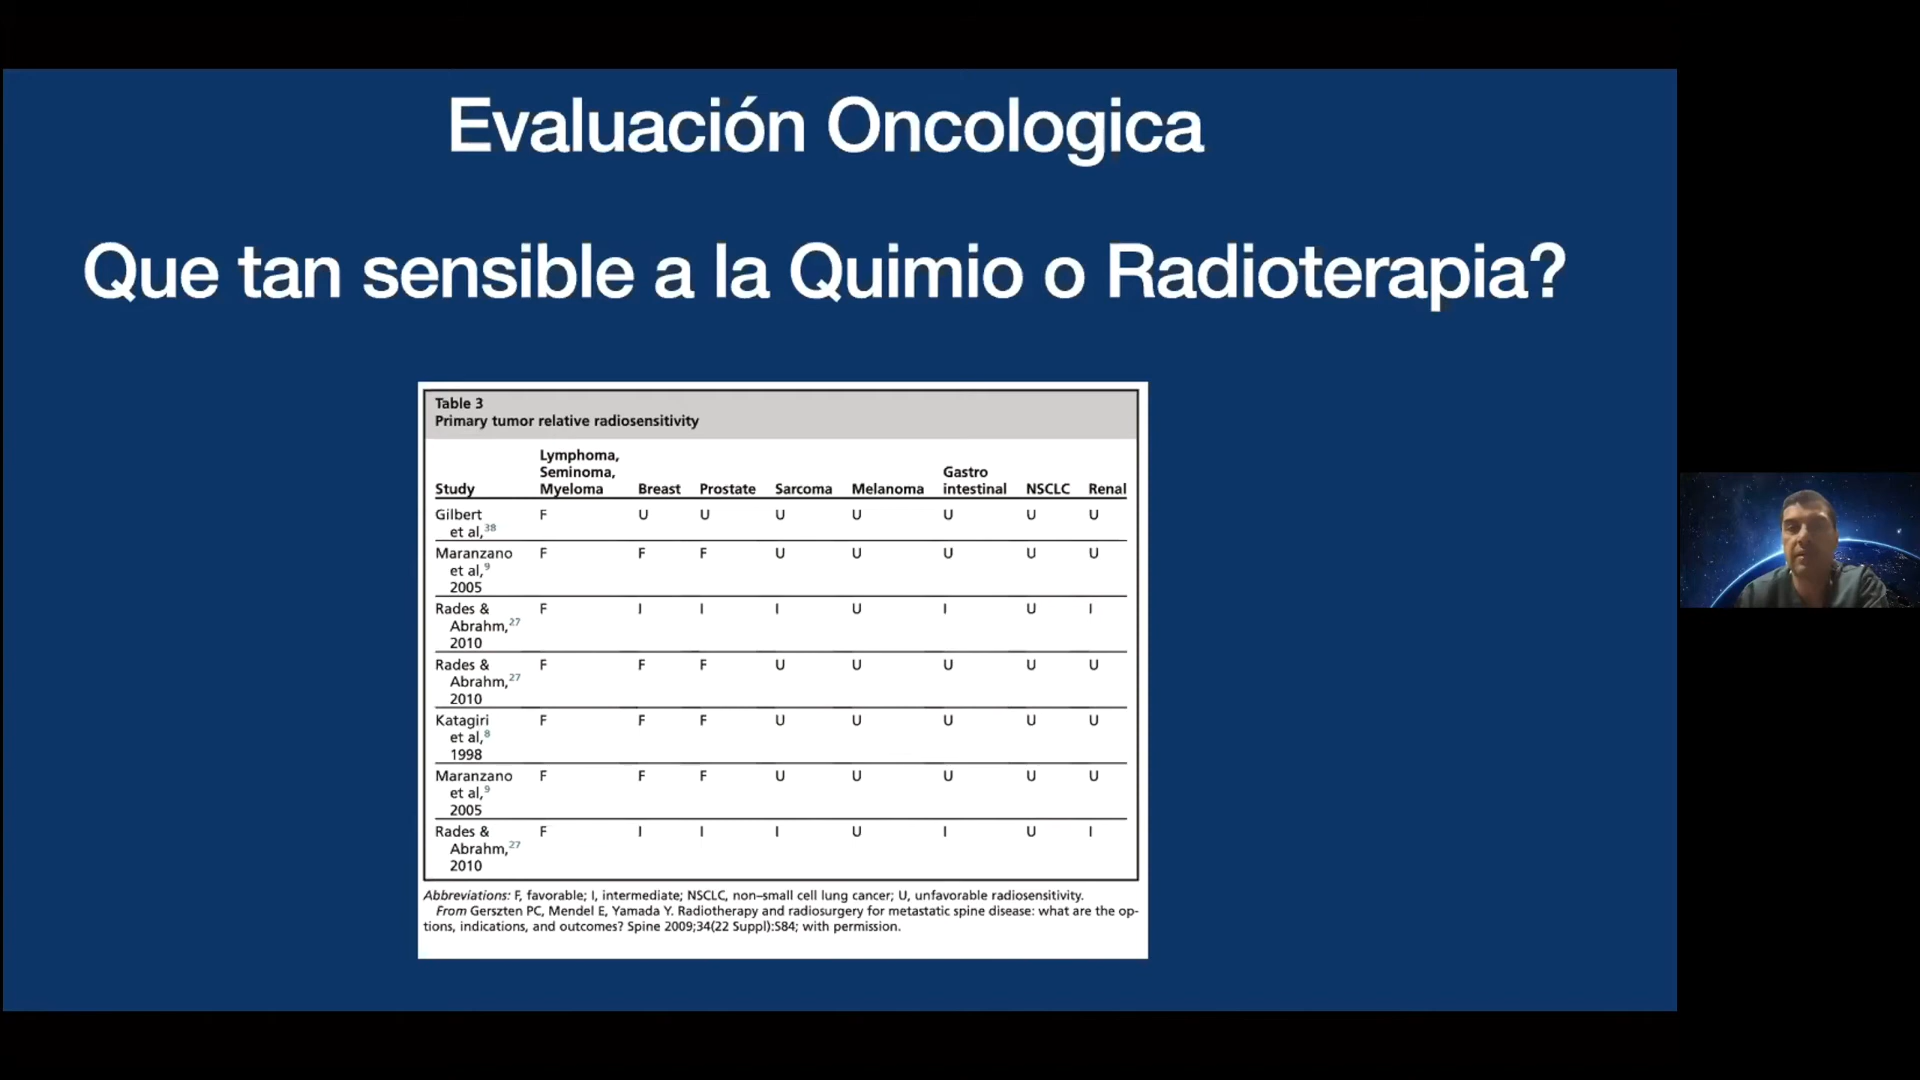 Evaluación Oncologica
Que tan sensible a la Quimio o Radioterapia?
Table 3
Primary tumor relative radiosensitivity
Study Lymphoma, Seminoma, Myeloma Breast Prostate Sarcoma Melanoma Gastro intestinal NSCLC Renal
Gilbert et al,38 F U U U U U U U
Maranzano et al,9 2005 F F F U U U U U
Rades & Abrahm,27 2010 F I I I U I U I
Rades & Abrahm,27 2010 F F F U U U U U
Katagiri et al,8 1998 F F F U U U U U
Maranzano et al,9 2005 F F F U U U U U
Rades & Abrahm,27 2010 F I I I U I U I
Abbreviations: F, favorable; I, intermediate; NSCLC, non–small cell lung cancer; U, unfavorable radiosensitivity.
From Gerszten PC, Mendel E, Yamada Y. Radiotherapy and radiosurgery for metastatic spine disease: what are the op-
tions, indications, and outcomes? Spine 2009;34(22 Suppl):S84; with permission.